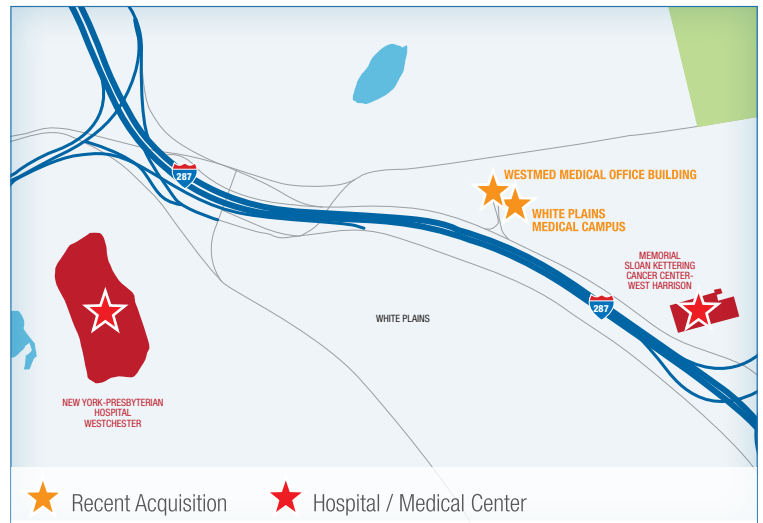 287
WESTMED MEDICAL OFFICE BUILDING
WHITE PLAINS
MEDICAL CAMPUS
MEMORIAL
SLOAN KETTERING
CANCER CENTER-
WEST HARRISON
287
WHITE PLAINS
NEW YORK-PRESBYTERIAN
HOSPITAL
WESTCHESTER
Recent Acquisition
Hospital / Medical Center